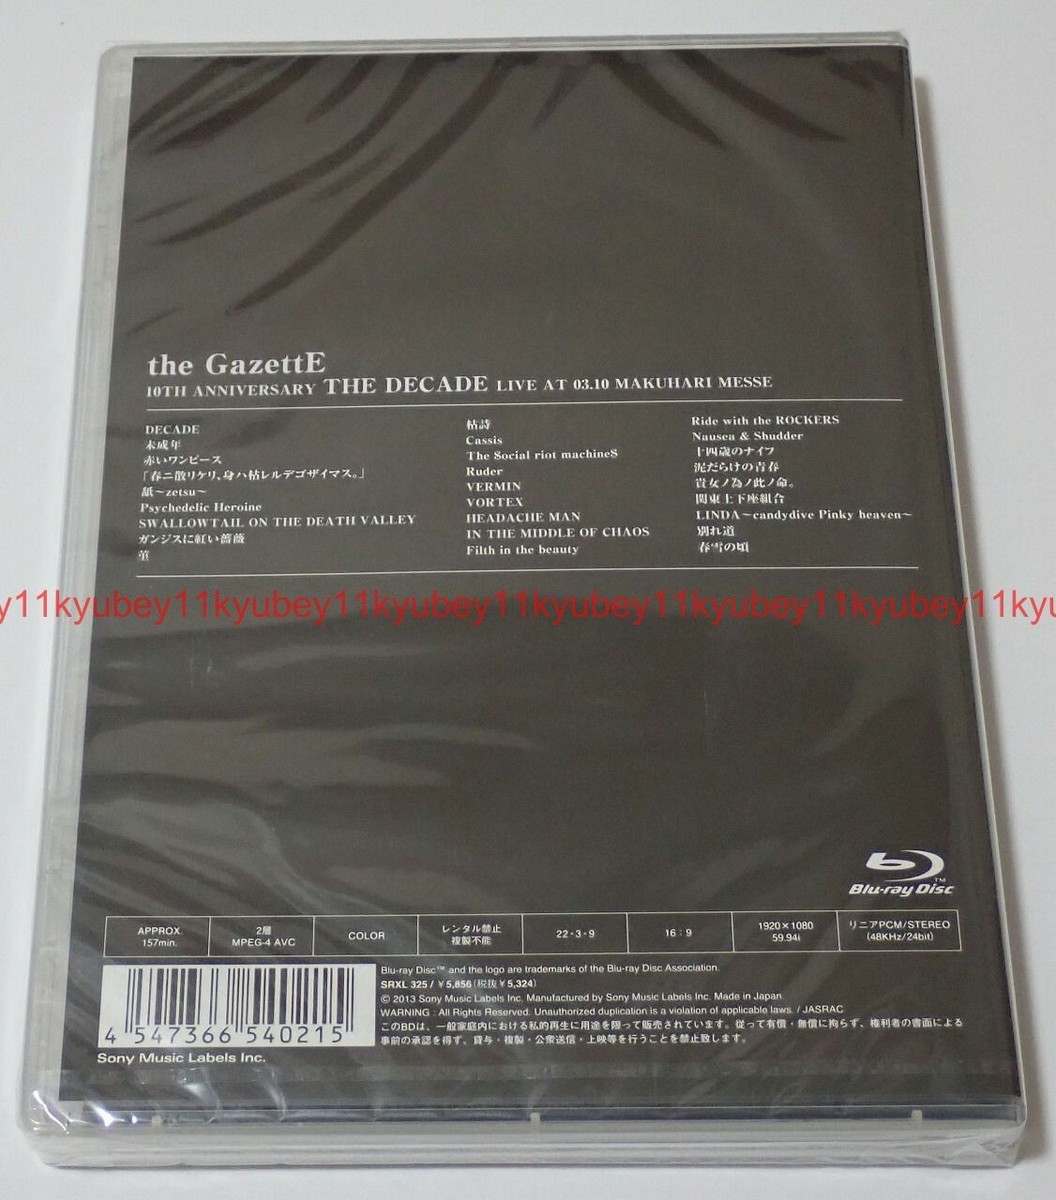 the GazettE
10TH ANNIVERSARY THE DECADE LIVE AT 03.10 MAKUHARI MESSE
DECADE
未成年
赤いワンピース
「春ニ散リケリ、身ハ枯レルデゴザイマス。」
舐〜zetsu〜
Psychedelic Heroine
SWALLOWTAIL ON THE DEATH VALLEY
ガンジスに紅い薔薇
菫
枯詩
Cassis
The $ocial riot machine$
Ruder
VERMIN
VORTEX
HEADACHE MAN
IN THE MIDDLE OF CHAOS
Filth in the beauty
Ride with the ROCKERS
Nausea & Shudder
十四歳のナイフ
泥だらけの青春
貴女ノ為ノ此ノ命。
関東土下座組合
LINDA〜candydive Pinky heaven〜
別れ道
春雪の頃
y11kyubey11kyubey11kyubey11kyubey11kyubey11kyubey11kyu
Blu-ray Disc™
APPROX.
157min.
2層
MPEG-4 AVC
COLOR
レンタル禁止
複製不能
22・3・9
16:9
1920×1080
59.94i
リニアPCM/STEREO
(48KHz/24bit)
Blu-ray Disc™ and the logo are trademarks of the Blu-ray Disc Association.
SRXL 325 / ¥5,856 (税抜¥5,324)
© 2013 Sony Music Labels Inc. Manufactured by Sony Music Labels Inc. Made in Japan
WARNING : All Rights Reserved. Unauthorized duplication is a violation of applicable laws. / JASRAC
このBDは、一般家庭内における私的再生に用途を限って販売されています。従って有償・無償に拘らず、権利者の書面による
事前の承認を得ず、貸与・複製・公衆送信・上映等を行うことを禁止致します。
4 547366 540215
Sony Music Labels Inc.